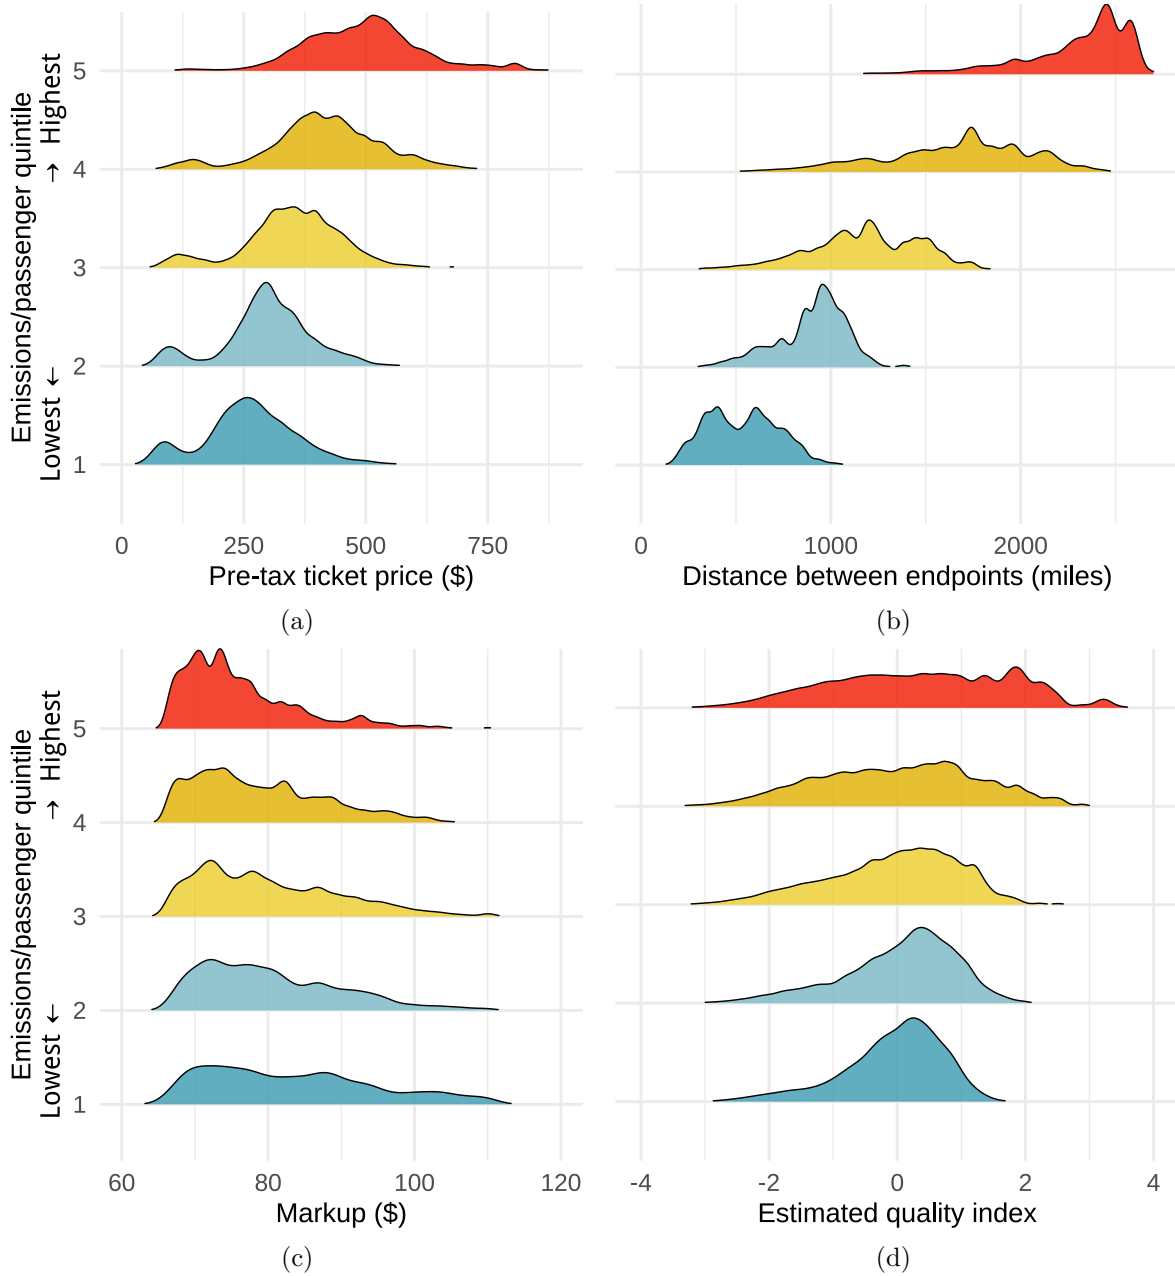 Emissions/passenger quintile
Lowest ← → Highest
5
4
3
2
1
0 250 500 750
Pre-tax ticket price ($)
(a)
0 1000 2000
Distance between endpoints (miles)
(b)
Emissions/passenger quintile
Lowest ← → Highest
5
4
3
2
1
60 80 100 120
Markup ($)
(c)
-4 -2 0 2 4
Estimated quality index
(d)